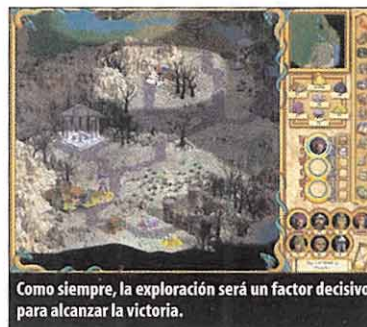 Como siempre, la exploración será un factor decisivo
para alcanzar la victoria.